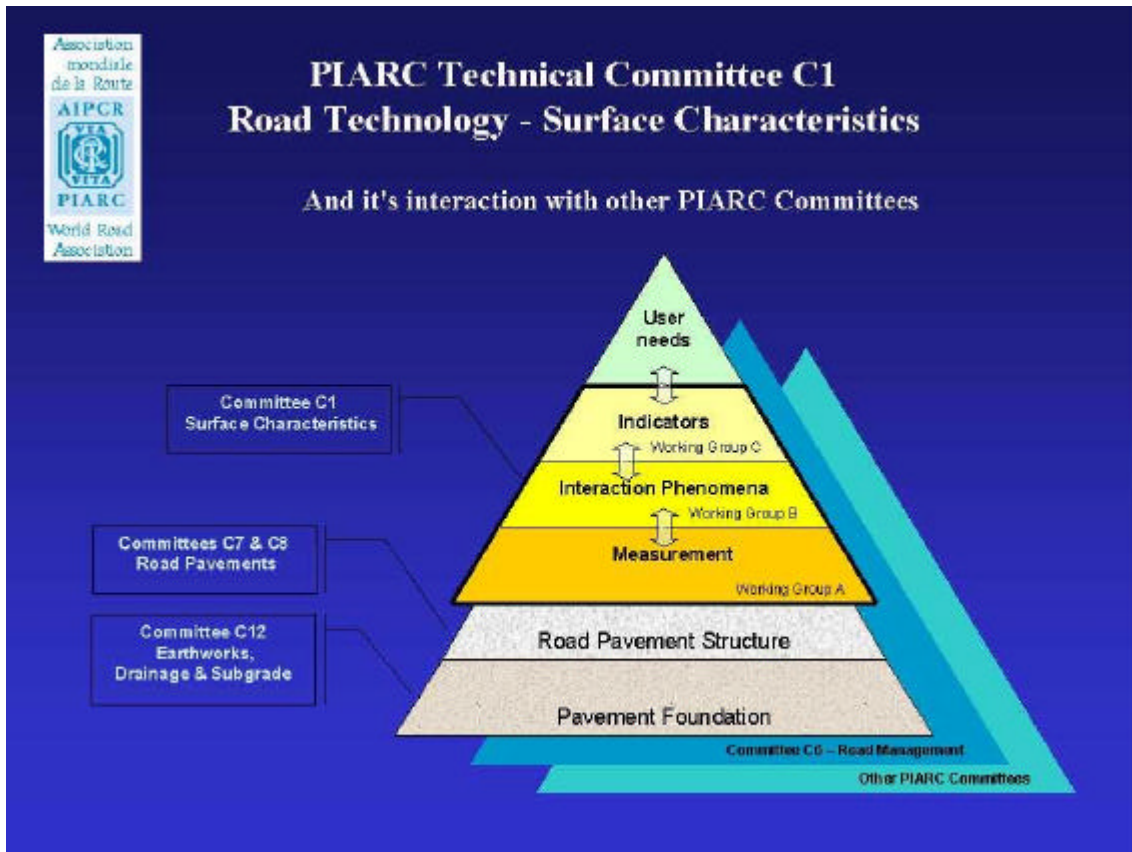 Association
mondiale
de la Route
AIPCR
VIA
VITA
PIARC
World Road
Association
PIARC Technical Committee C1
Road Technology - Surface Characteristics
And it's interaction with other PIARC Committees
User
needs
Committee C1
Surface Characteristics
Indicators
Working Group C
Interaction Phenomena
Working Group B
Committees C7 & C8
Road Pavements
Measurement
Working Group A
Committee C12
Earthworks,
Drainage & Subgrade
Road Pavement Structure
Pavement Foundation
Committee C6 – Road Management
Other PIARC Committees